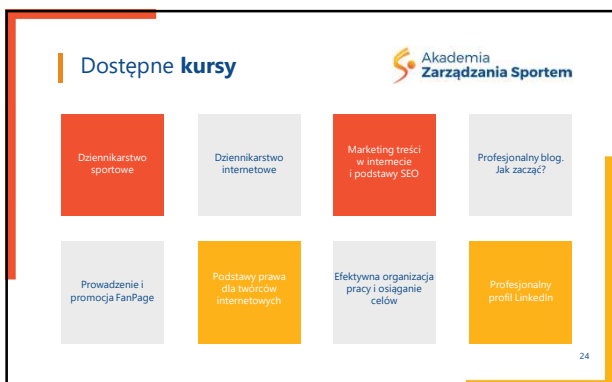 Dostępne kursy
Akademia
Zarządzania Sportem
Dziennikarstwo
sportowe
Dziennikarstwo
internetowe
Marketing treści
w internecie
i podstawy SEO
Profesjonalny blog.
Jak zacząć?
Prowadzenie i
promocja FanPage
Podstawy prawa
dla twórców
internetowych
Efektywna organizacja
pracy i osiąganie
celów
Profesjonalny
profil LinkedIn
24